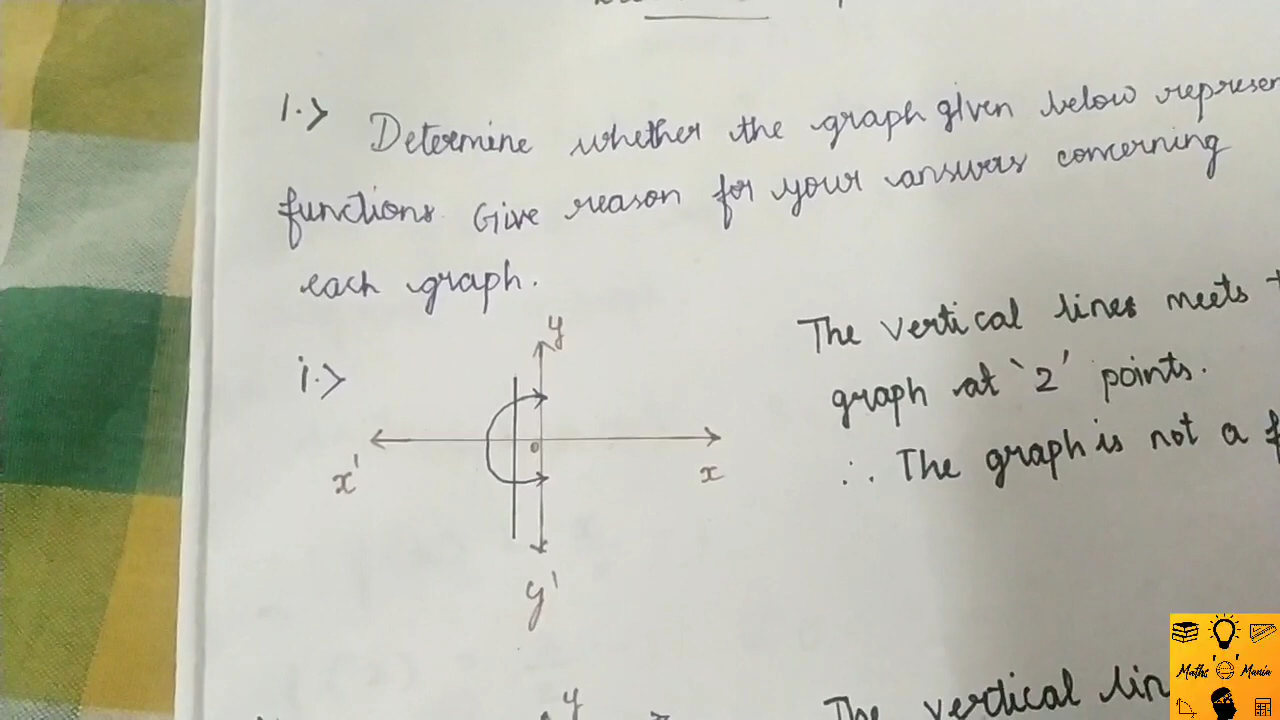 1.> Determine whether the graph given below represen
functions. Give reason for your answers concerning
each graph.
i.>
y
x'
o
x
y'
The vertical lines meets t
graph at '2' points.
∴ The graph is not a f
y
The vertical lin
Maths Mania